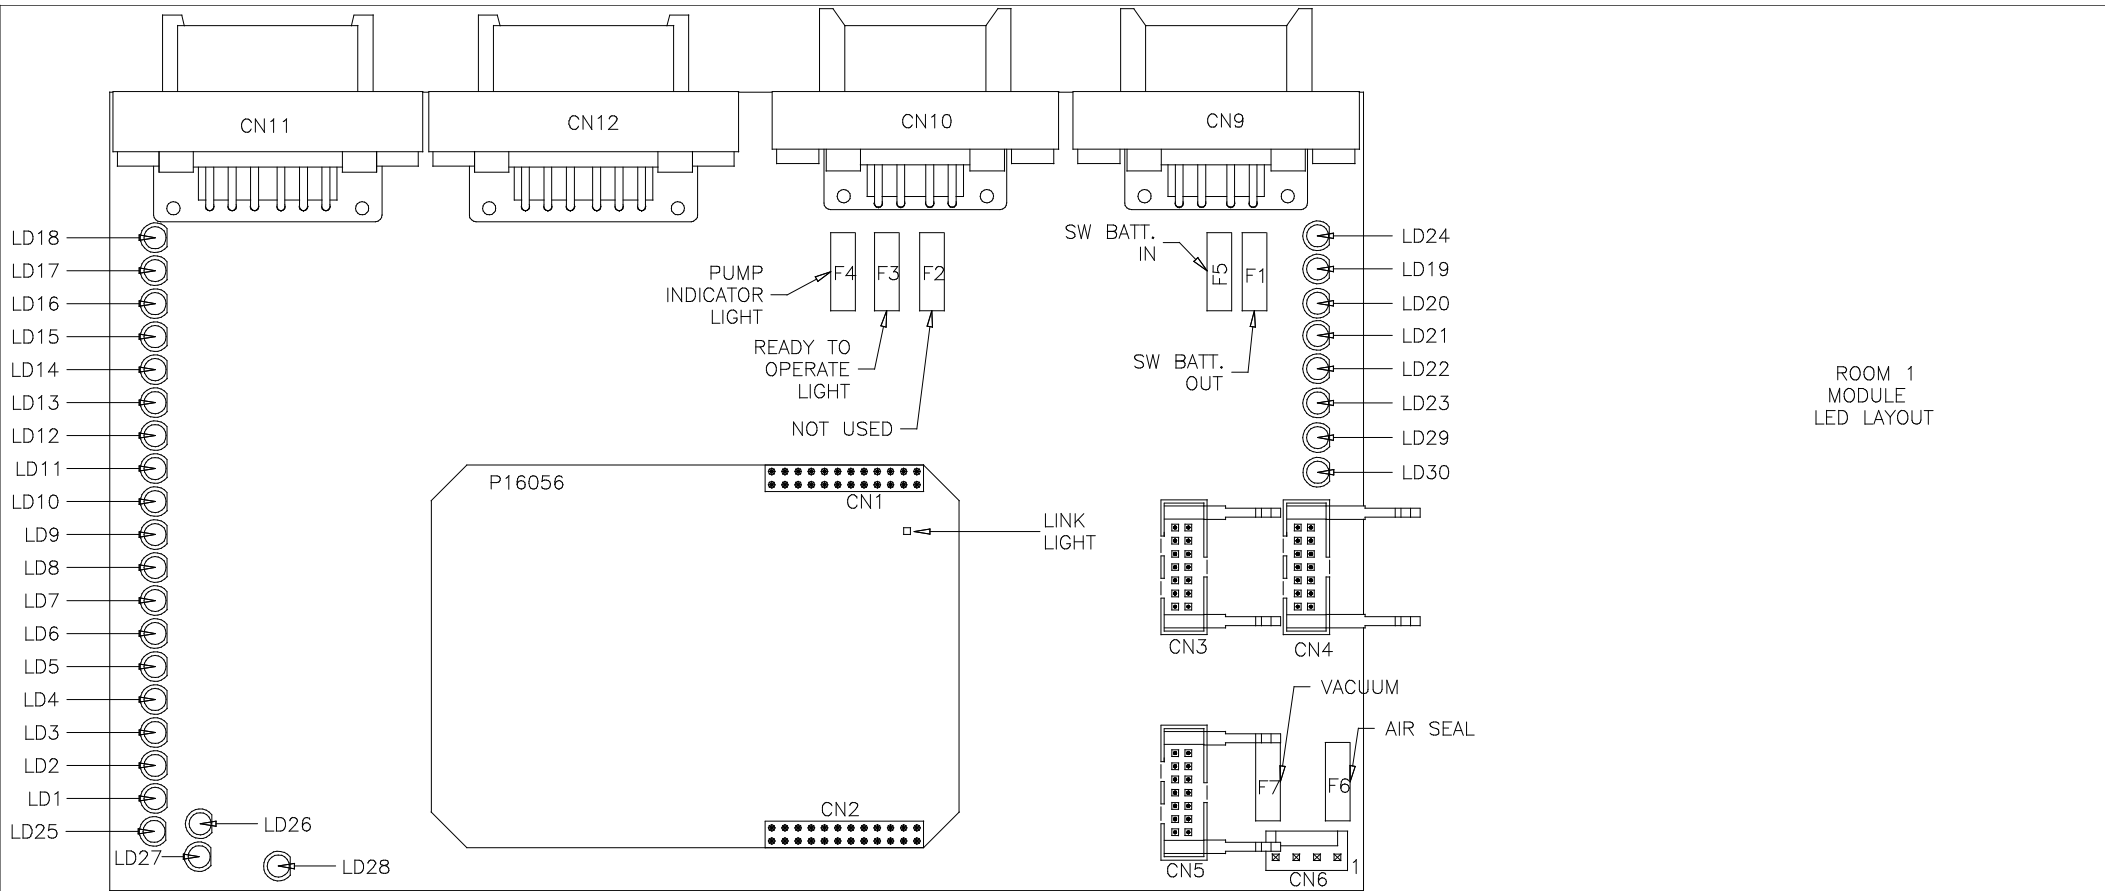 CN11
CN12
CN10
CN9
LD18
LD17
LD16
LD15
LD14
LD13
LD12
LD11
LD10
LD9
LD8
LD7
LD6
LD5
LD4
LD3
LD2
LD1
LD25
LD26
LD27
LD28
PUMP
INDICATOR
LIGHT
F4
F3
F2
READY TO
OPERATE
LIGHT
NOT USED
SW BATT.
IN
F5
F1
SW BATT.
OUT
LD24
LD19
LD20
LD21
LD22
LD23
LD29
LD30
P16056
CN1
LINK
LIGHT
CN2
CN3
CN4
VACUUM
AIR SEAL
F7
F6
CN5
CN6
1
ROOM 1
MODULE
LED LAYOUT